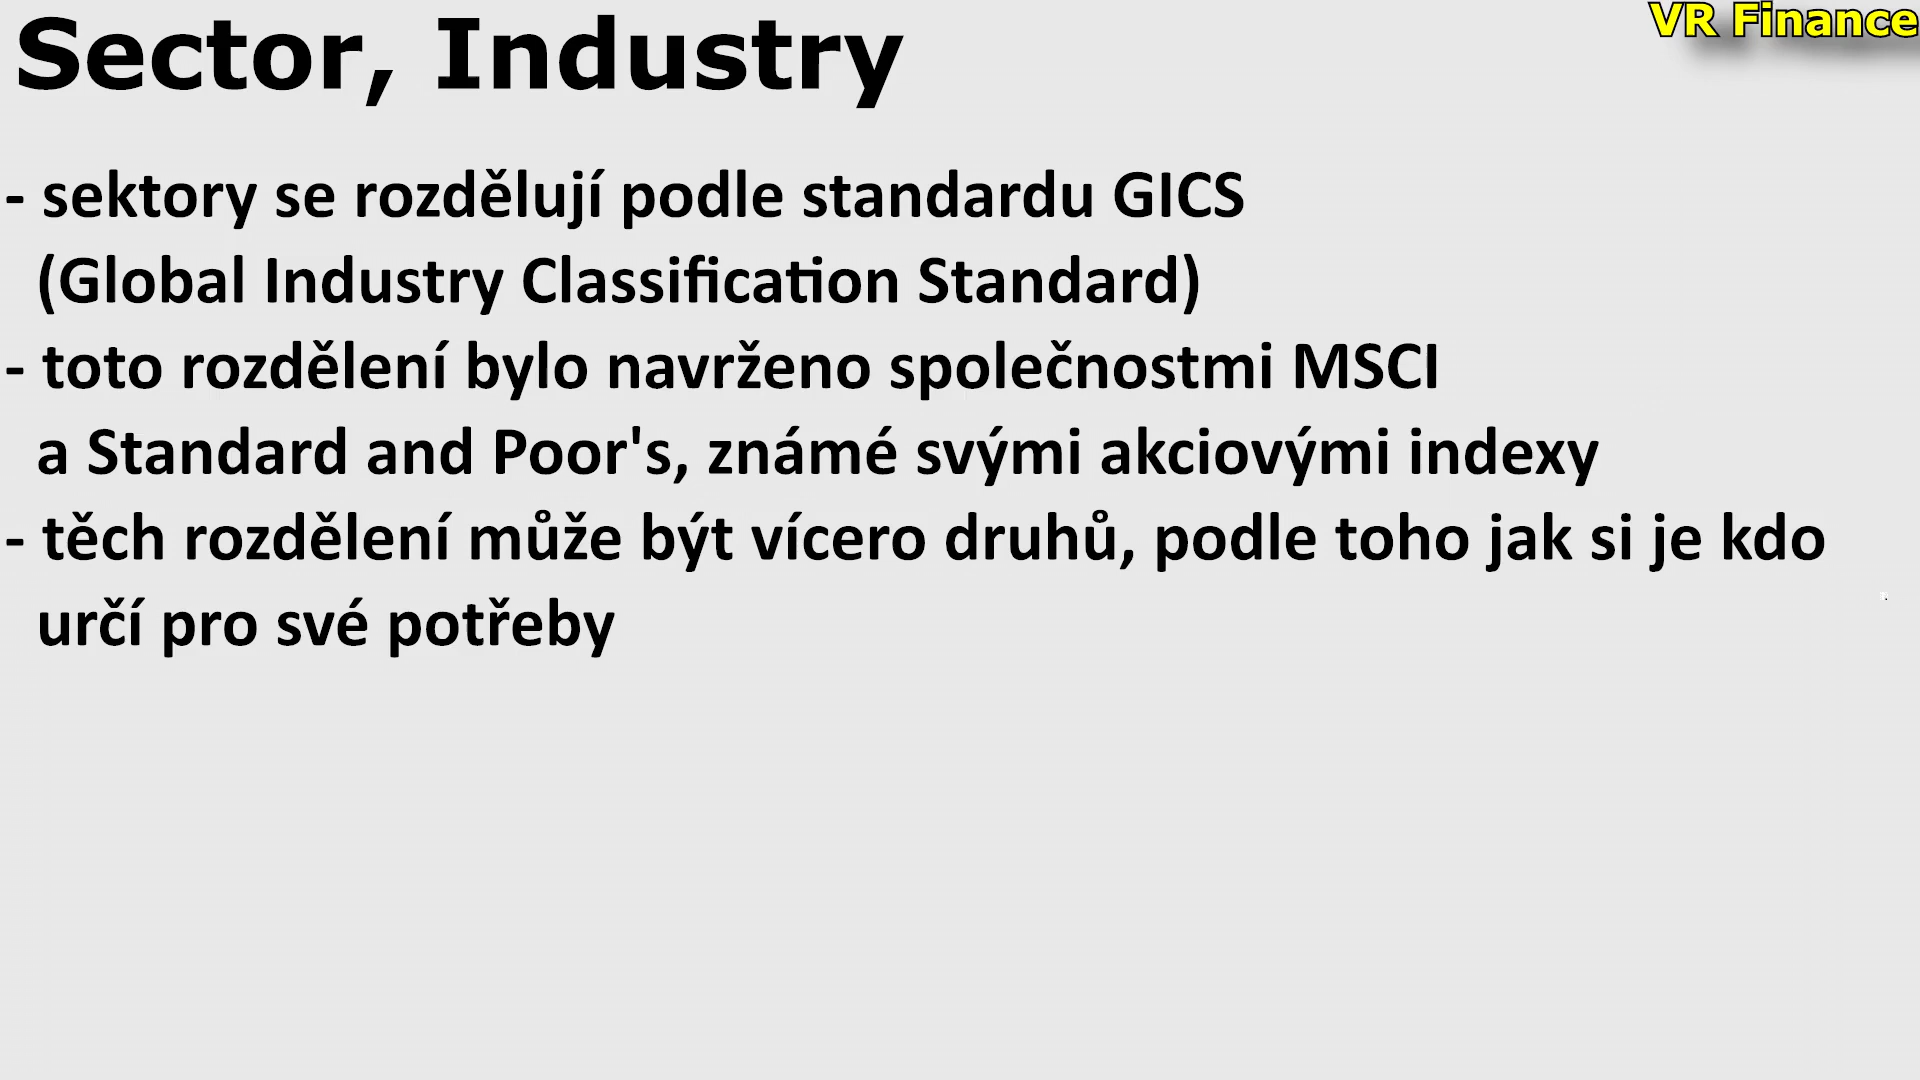 Sector, Industry
VR Finance
- sektory se rozdělují podle standardu GICS
(Global Industry Classification Standard)
- toto rozdělení bylo navrženo společnostmi MSCI
a Standard and Poor's, známé svými akciovými indexy
- těch rozdělení může být vícero druhů, podle toho jak si je kdo
určí pro své potřeby